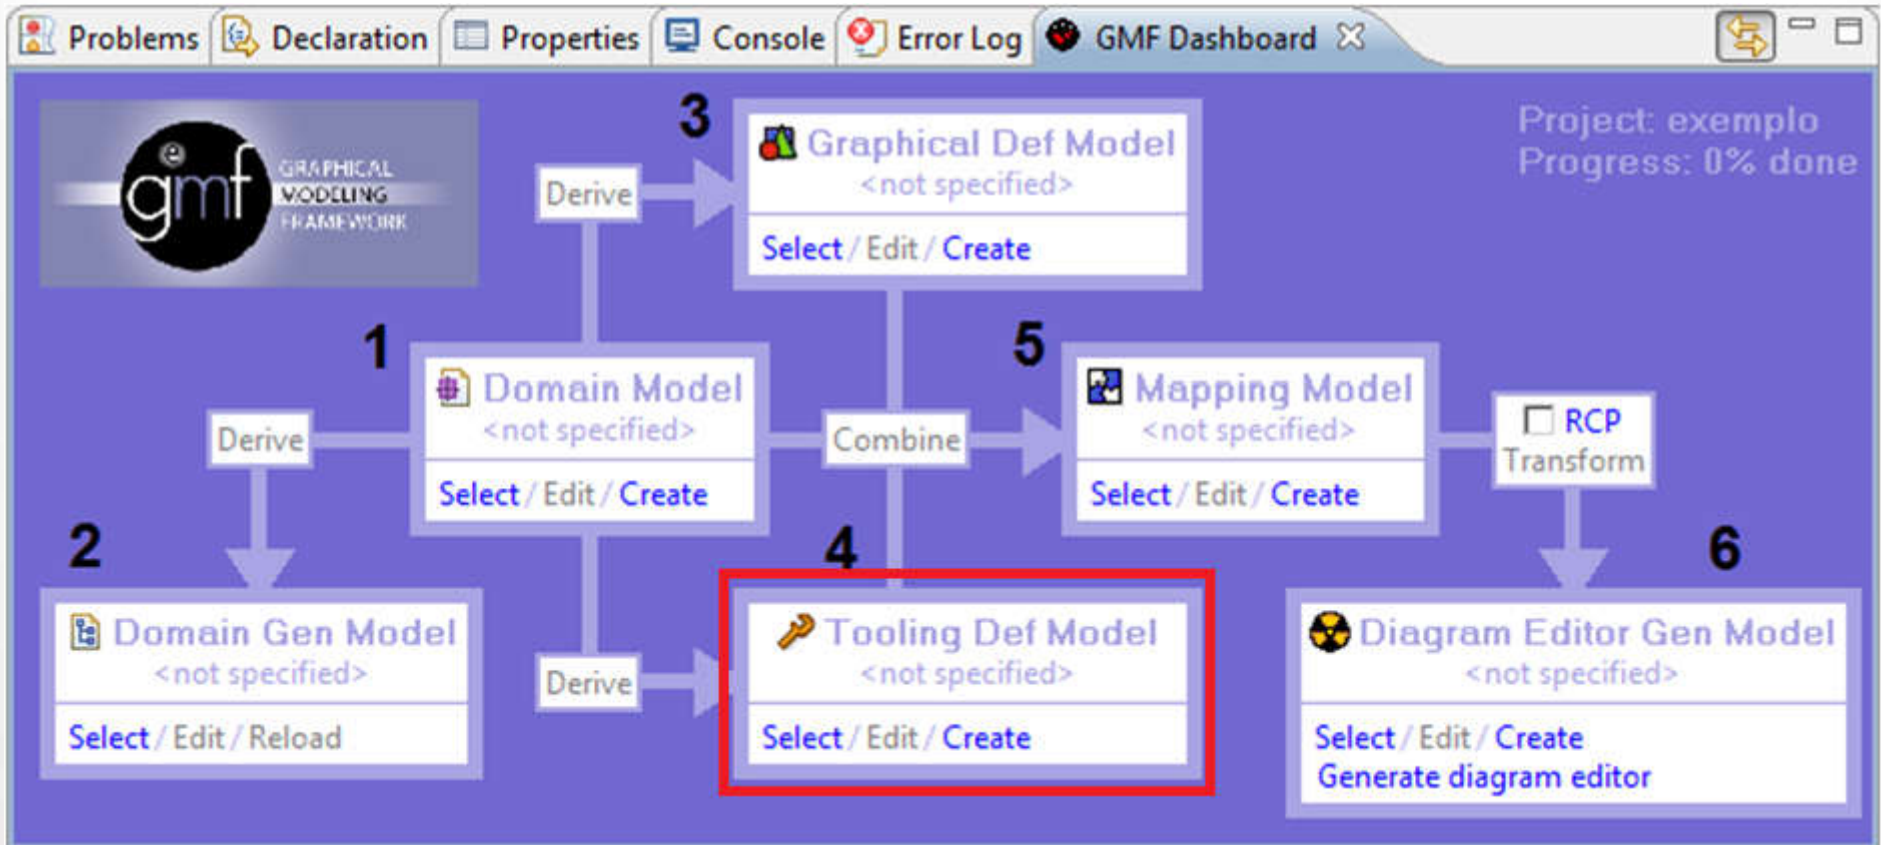 Problems Declaration Properties Console Error Log GMF Dashboard
Project: exemplo
Progress: 0% done
e
gmf
GRAPHICAL
MODELING
FRAMEWORK
3
Graphical Def Model
<not specified>
Select / Edit / Create
Derive
1
Domain Model
<not specified>
Select / Edit / Create
Derive
Combine
5
Mapping Model
<not specified>
Select / Edit / Create
RCP
Transform
2
Domain Gen Model
<not specified>
Select / Edit / Reload
Derive
4
Tooling Def Model
<not specified>
Select / Edit / Create
6
Diagram Editor Gen Model
<not specified>
Select / Edit / Create
Generate diagram editor